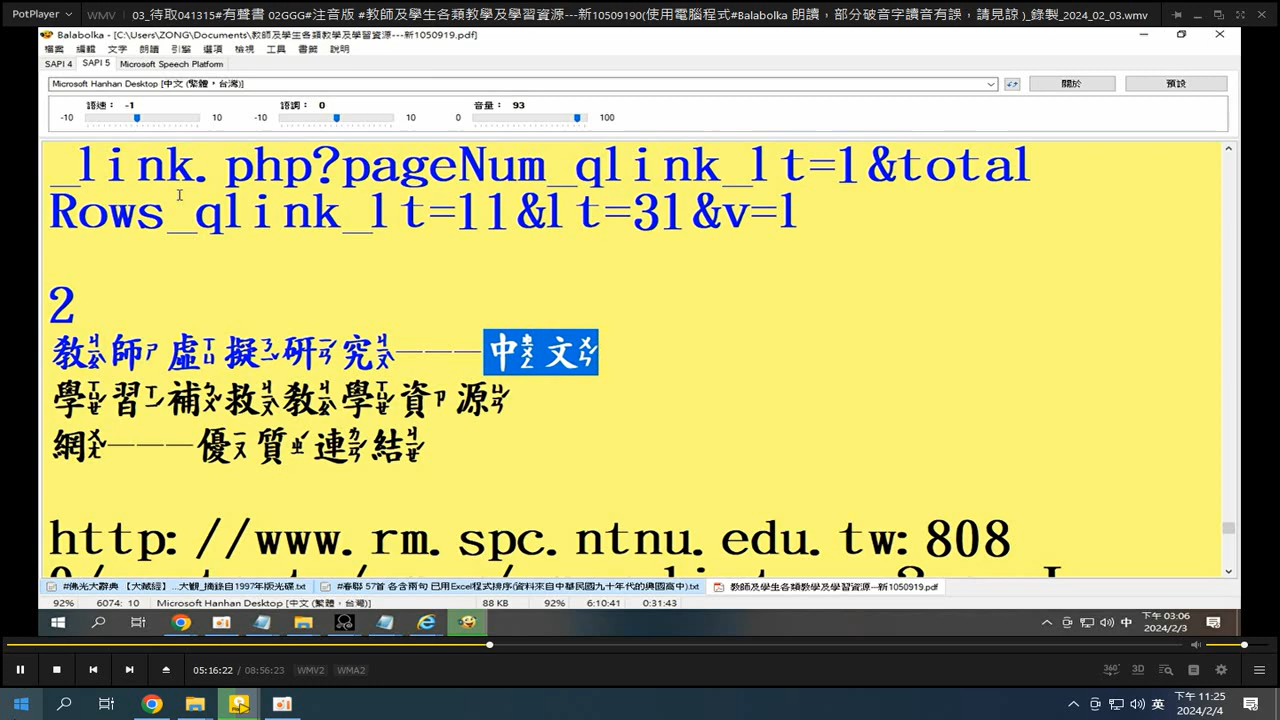 PotPlayer WMV 03_待取041315#有聲書 02GGG#注音版 #教師及學生各類教學及學習資源---新10509190(使用電腦程式#Balabolka 朗讀，部分破音字讀音有誤，請見諒 )_錄製_2024_02_03.wmv
Balabolka - [C:\Users\ZONG\Documents\教師及學生各類教學及學習資源---新1050919.pdf]
檔案 編輯 文字 朗讀 引擎 選項 檢視 工具 書籤 說明
SAPI 4 SAPI 5 Microsoft Speech Platform
Microsoft Hanhan Desktop [中文 (繁體，台灣)] 關於 預設
語速： -1 語調： 0 音量： 93
-10 10 -10 10 0 100
_link.php?pageNum_qlink_lt=1&total
Rows_qlink_lt=11&lt=31&v=1
2
教師虛擬研究———中文
學習補救教學資源
網———優質連結
http://www.rm.spc.ntnu.edu.tw:808
#佛光大辭典 【大藏經】...大觀_摘錄自1997年版光碟.txt #春聯 57首 各含兩句 已用Excel程式排序(資料來自中華民國九十年代的典國高中).txt 教師及學生各類教學及學習資源---新1050919.pdf
92% 6074: 10 Microsoft Hanhan Desktop [中文 (繁體，台灣)] 88 KB 92% 6:10:41 0:31:43
中 下午 03:06
2024/2/3
05:16:22 / 08:56:23 WMV2 WMA2 360° 3D
英 下午 11:25
2024/2/4